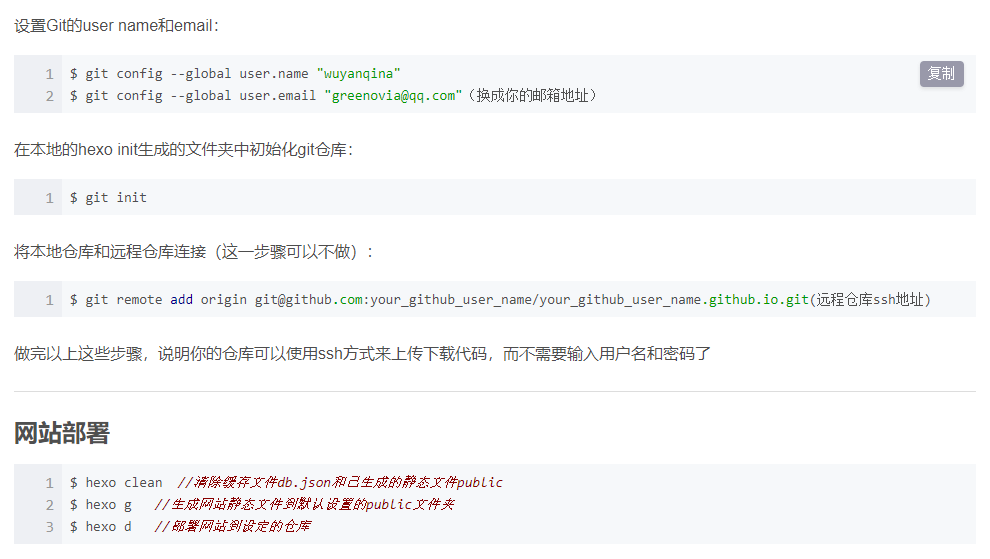 设置Git的user name和email：
1 $ git config --global user.name "wuyanqina"
复制
2 $ git config --global user.email "greenovia@qq.com"（换成你的邮箱地址）
在本地的hexo init生成的文件夹中初始化git仓库：
1 $ git init
将本地仓库和远程仓库连接（这一步骤可以不做）：
1 $ git remote add origin git@github.com:your_github_user_name/your_github_user_name.github.io.git(远程仓库ssh地址)
做完以上这些步骤，说明你的仓库可以使用ssh方式来上传下载代码，而不需要输入用户名和密码了
网站部署
1 $ hexo clean  //清除缓存文件db.json和已生成的静态文件public
2 $ hexo g   //生成网站静态文件到默认设置的public文件夹
3 $ hexo d   //部署网站到设定的仓库